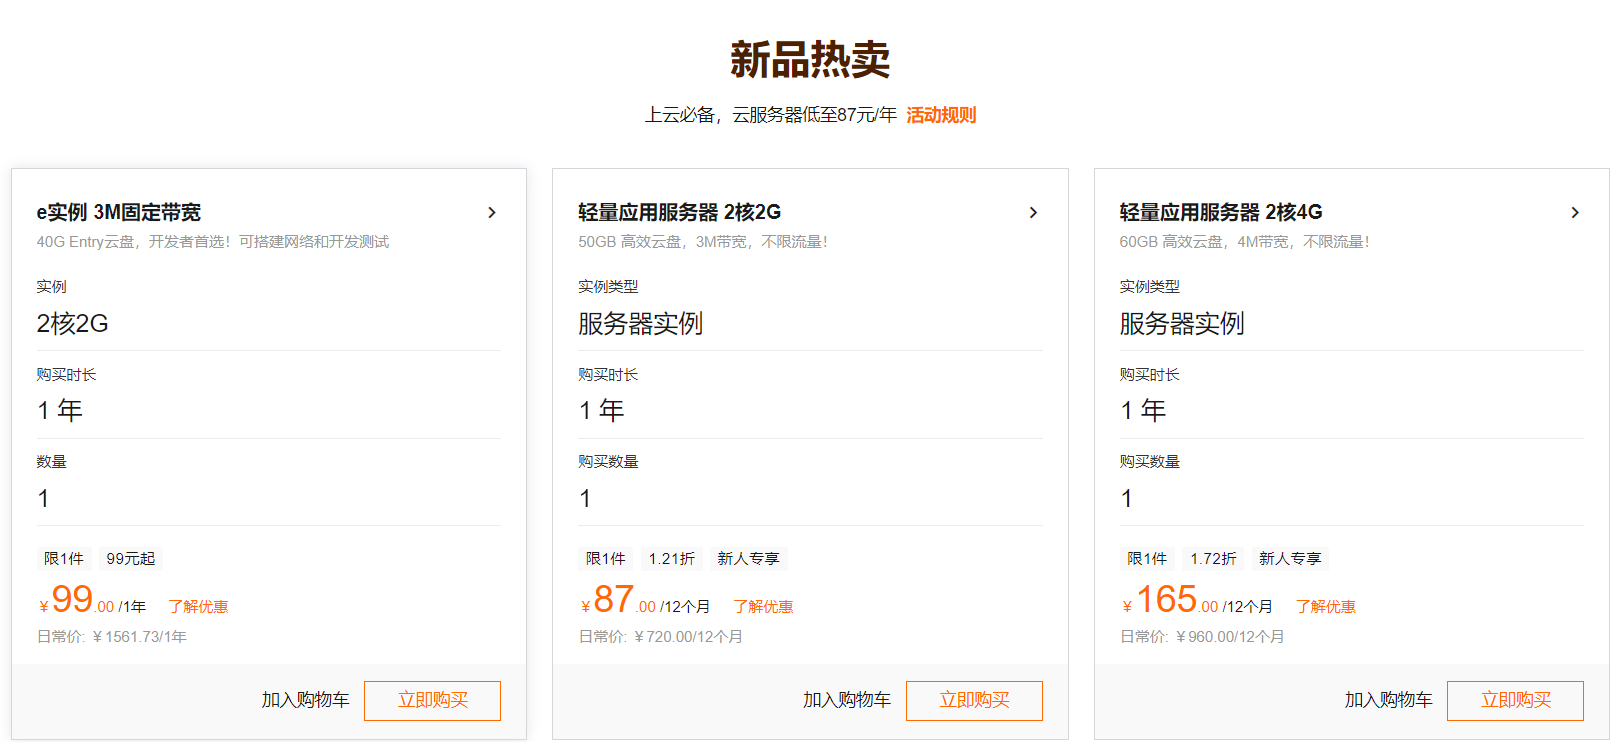 新品热卖
上云必备，云服务器低至87元/年 活动规则
e实例 3M固定带宽
40G Entry云盘，开发者首选！可搭建网络和开发测试
实例
2核2G
购买时长
1 年
数量
1
限1件 99元起
¥99.00 /1年 了解优惠
日常价: ¥1561.73/1年
加入购物车 立即购买
轻量应用服务器 2核2G
50GB 高效云盘，3M带宽，不限流量！
实例类型
服务器实例
购买时长
1 年
购买数量
1
限1件 1.21折 新人专享
¥87.00 /12个月 了解优惠
日常价: ¥720.00/12个月
加入购物车 立即购买
轻量应用服务器 2核4G
60GB 高效云盘，4M带宽，不限流量！
实例类型
服务器实例
购买时长
1 年
购买数量
1
限1件 1.72折 新人专享
¥165.00 /12个月 了解优惠
日常价: ¥960.00/12个月
加入购物车 立即购买